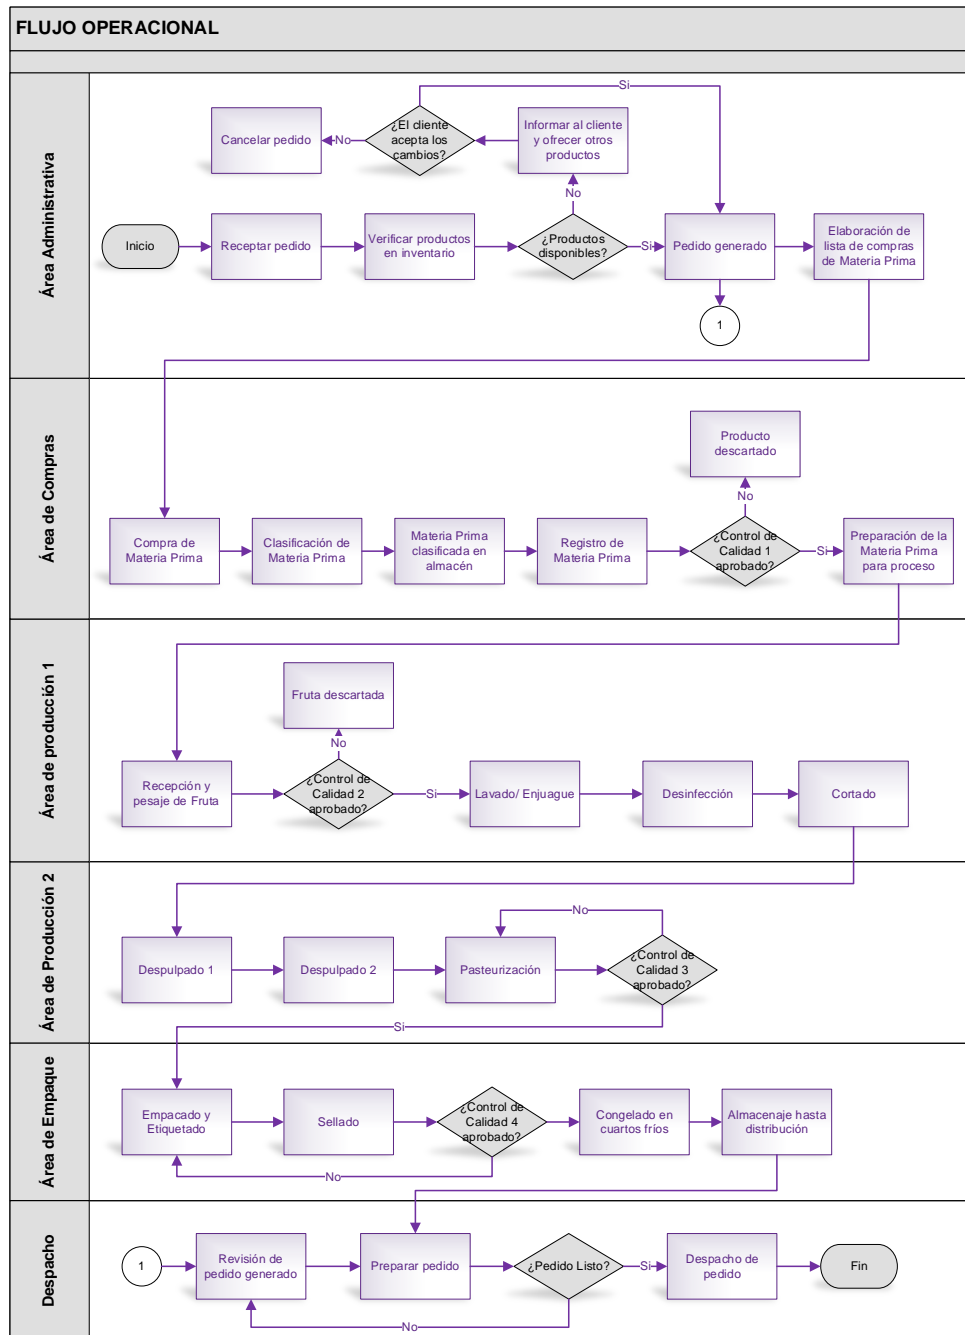 FLUJO OPERACIONAL
Área Administrativa
Si
Cancelar pedido
No
¿El cliente
acepta los
cambios?
Informar al cliente
y ofrecer otros
productos
No
Inicio
Receptar pedido
Verificar productos
en inventario
¿Productos
disponibles?
Si
Pedido generado
Elaboración de
lista de compras
de Materia Prima
1
Área de Compras
Producto
descartado
No
Compra de
Materia Prima
Clasificación de
Materia Prima
Materia Prima
clasificada en
almacén
Registro de
Materia Prima
¿Control de
Calidad 1
aprobado?
Si
Preparación de la
Materia Prima
para proceso
Área de producción 1
Fruta descartada
No
Recepción y
pesaje de Fruta
¿Control de
Calidad 2
aprobado?
Si
Lavado/ Enjuague
Desinfección
Cortado
Área de Producción 2
No
Despulpado 1
Despulpado 2
Pasteurización
¿Control de
Calidad 3
aprobado?
Si
Área de Empaque
Empacado y
Etiquetado
Sellado
¿Control de
Calidad 4
aprobado?
Congelado en
cuartos fríos
Almacenaje hasta
distribución
No
Despacho
1
Revisión de
pedido generado
Preparar pedido
¿Pedido Listo?
Si
Despacho de
pedido
Fin
No